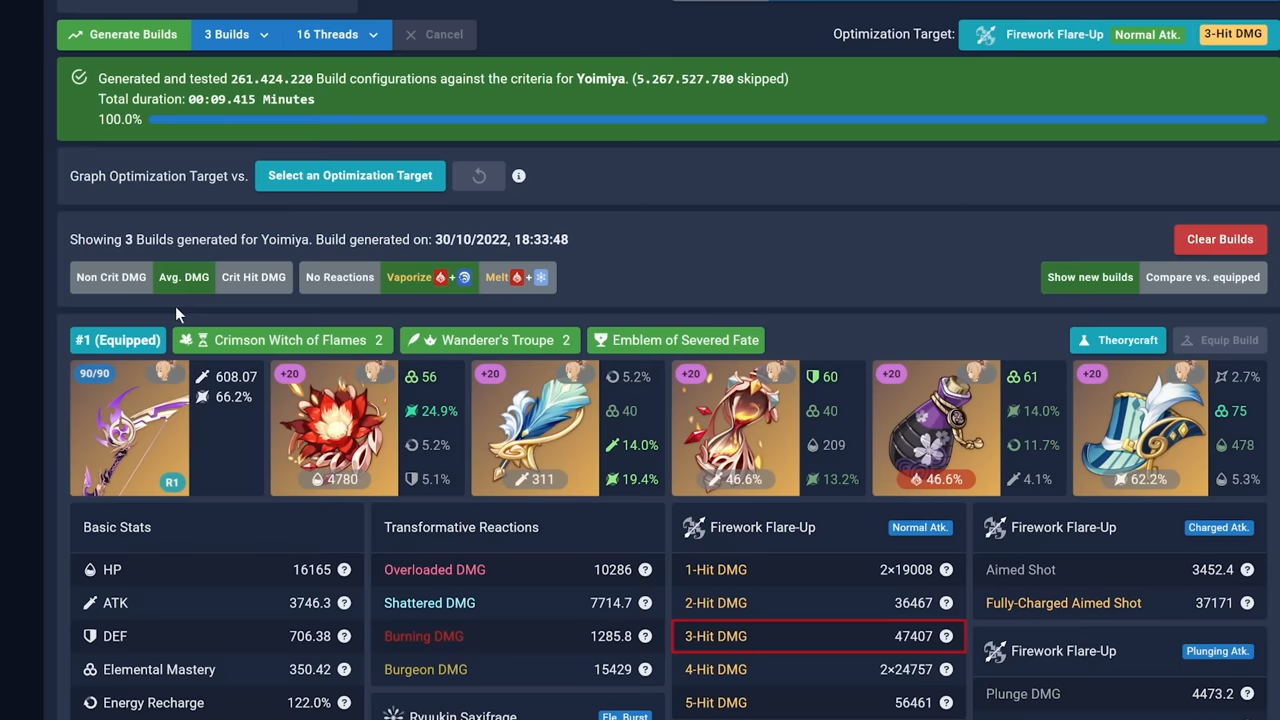 Generate Builds 3 Builds 16 Threads Cancel Optimization Target: Firework Flare-Up Normal Atk. 3-Hit DMG
Generated and tested 261.424.220 Build configurations against the criteria for Yoimiya. (5.267.527.780 skipped)
Total duration: 00:09.415 Minutes
100.0%
Graph Optimization Target vs. Select an Optimization Target
Showing 3 Builds generated for Yoimiya. Build generated on: 30/10/2022, 18:33:48 Clear Builds
Non Crit DMG Avg. DMG Crit Hit DMG No Reactions Vaporize + Melt + Show new builds Compare vs. equipped
#1 (Equipped) Crimson Witch of Flames 2 Wanderer's Troupe 2 Emblem of Severed Fate Theorycraft Equip Build
90/90 608.07 +20 56 +20 5.2% +20 60 +20 61 +20 2.7%
66.2% 24.9% 40 40 14.0% 75
5.2% 14.0% 209 11.7% 478
R1 4780 5.1% 311 19.4% 46.6% 13.2% 46.6% 4.1% 62.2% 5.3%
Basic Stats Transformative Reactions Firework Flare-Up Normal Atk. Firework Flare-Up Charged Atk.
HP 16165 Overloaded DMG 10286 1-Hit DMG 2×19008 Aimed Shot 3452.4
ATK 3746.3 Shattered DMG 7714.7 2-Hit DMG 36467 Fully-Charged Aimed Shot 37171
DEF 706.38 Burning DMG 1285.8 3-Hit DMG 47407 Firework Flare-Up Plunging Atk.
Elemental Mastery 350.42 Burgeon DMG 15429 4-Hit DMG 2×24757 Plunge DMG 4473.2
Energy Recharge 122.0% Ryuukin Saxifrage Ele. Burst 5-Hit DMG 56461